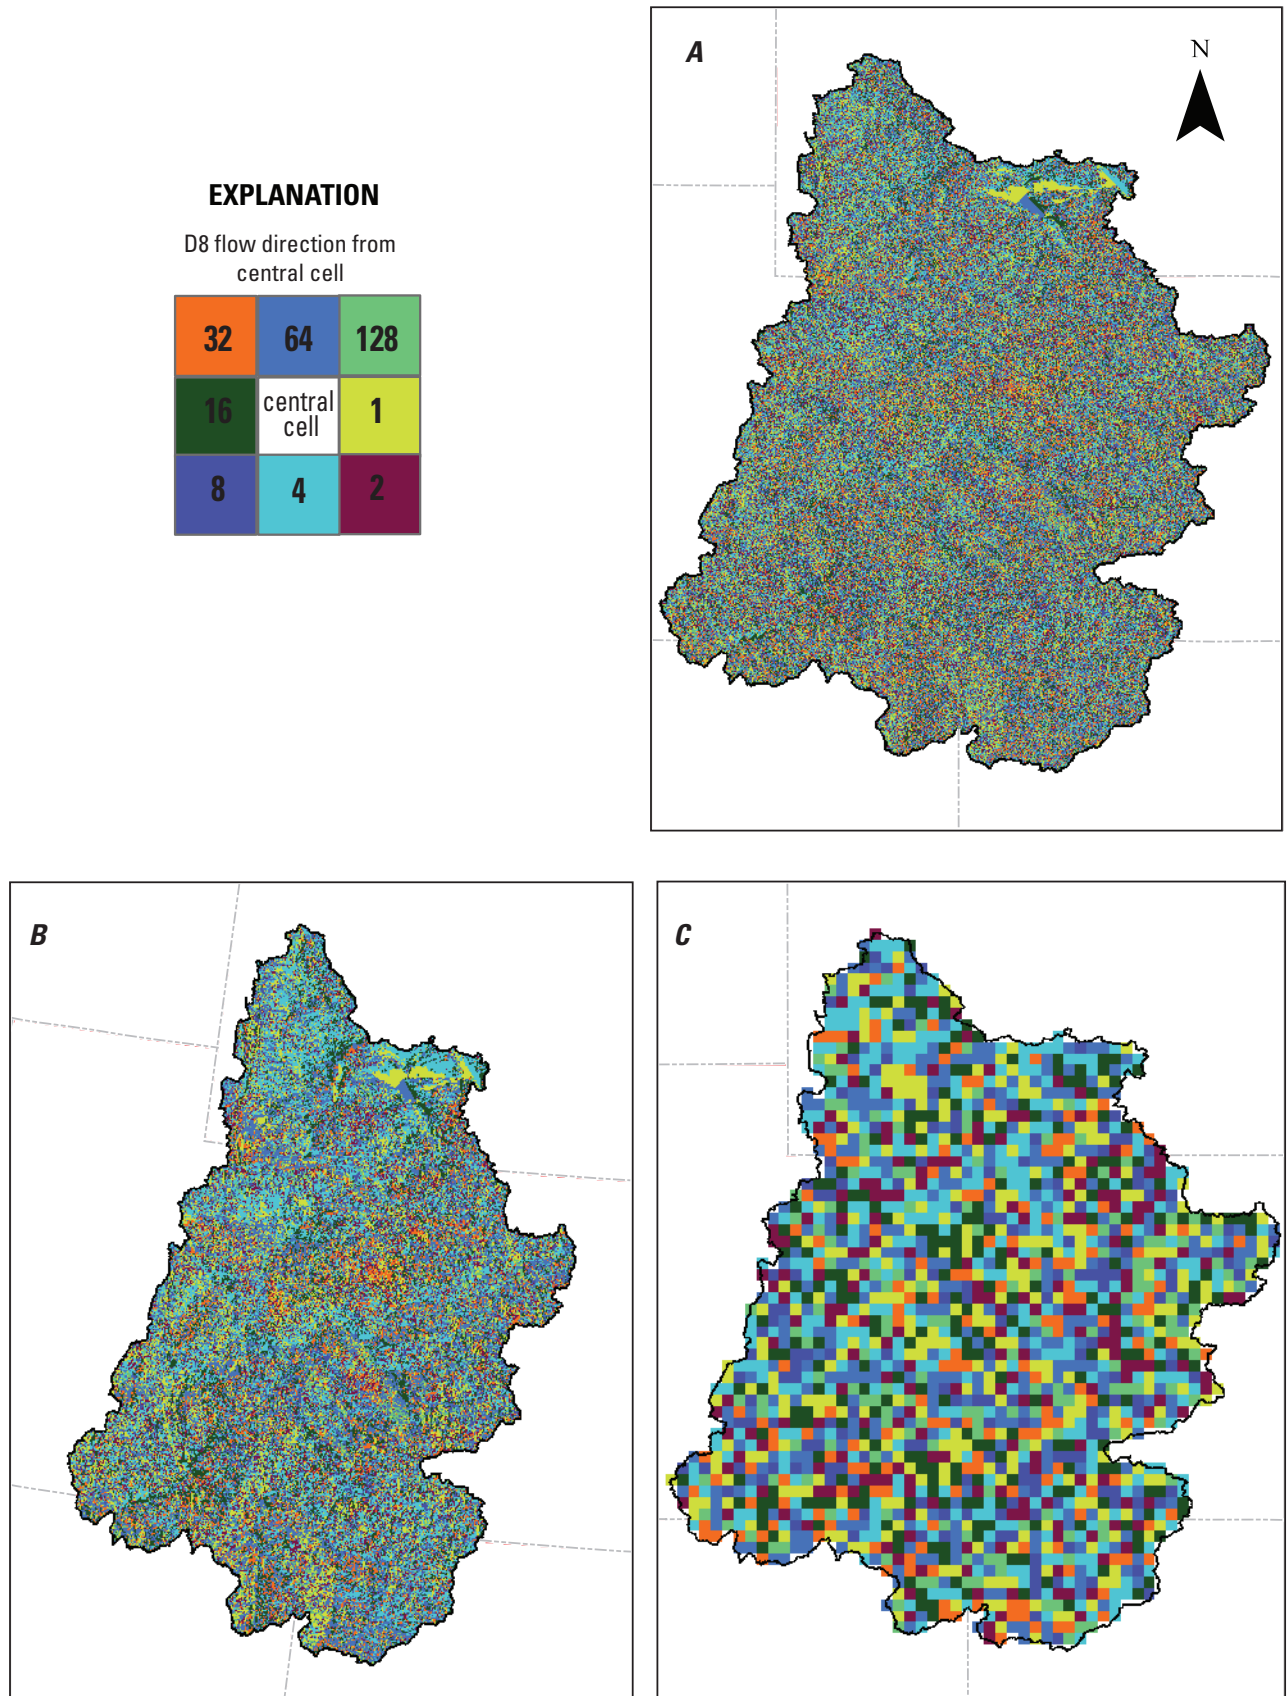 A
N
EXPLANATION
D8 flow direction from
central cell
32 64 128
16 central cell 1
8 4 2
B
C